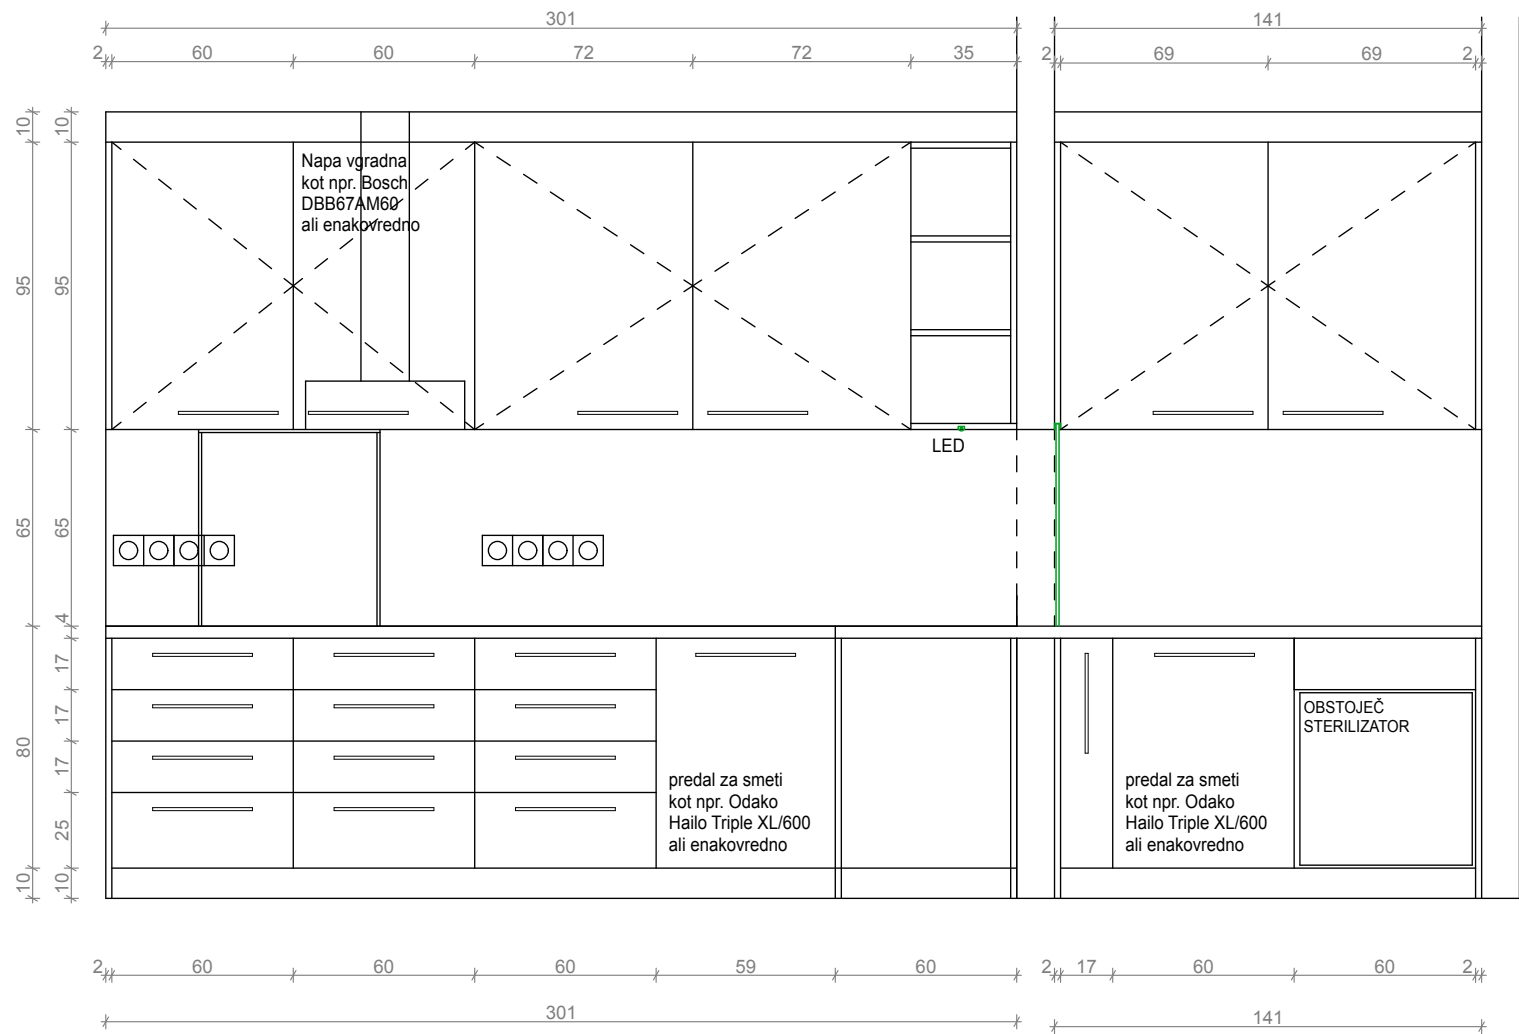 301
141
2 60 60 72 72 35 2 69 69 2
10 10
Napa vgradna
kot npr. Bosch
DBB67AM60
ali enakovredno
95 95
LED
65 65
4
17
17
17
25
80
10 10
OBSTOJEČ
STERILIZATOR
predal za smeti
kot npr. Odako
Hailo Triple XL/600
ali enakovredno
predal za smeti
kot npr. Odako
Hailo Triple XL/600
ali enakovredno
2 60 60 60 59 60 2 17 60 60 2
301
141